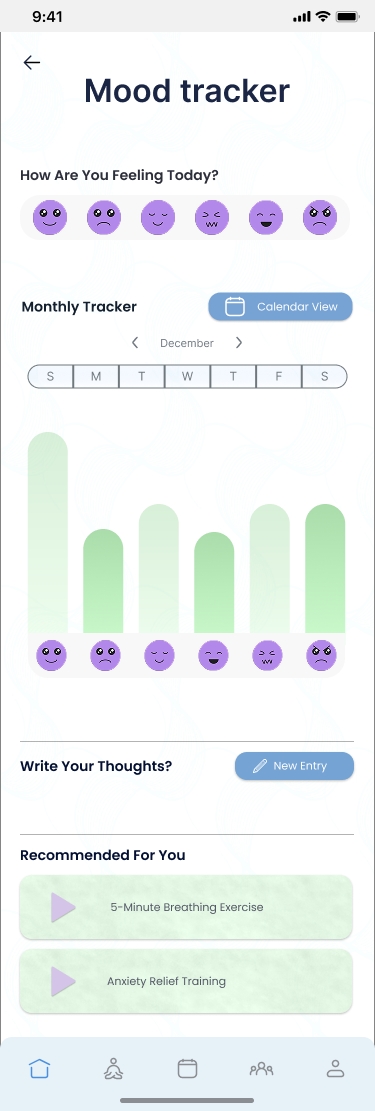 9:41
Mood tracker
How Are You Feeling Today?
Monthly Tracker
Calendar View
December
S M T W T F S
Write Your Thoughts?
New Entry
Recommended For You
5-Minute Breathing Exercise
Anxiety Relief Training